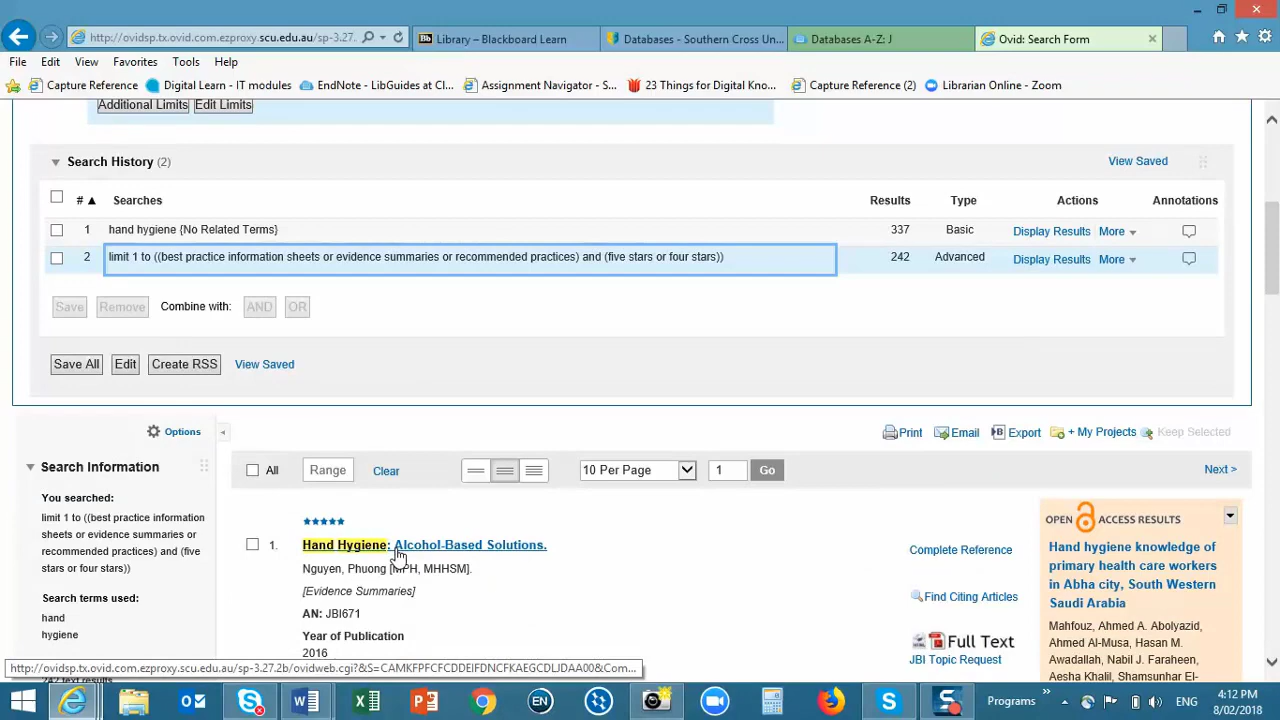 http://ovidsp.tx.ovid.com.ezproxy.scu.edu.au/sp-3.27.
Library – Blackboard Learn
Databases - Southern Cross Un...
Databases A-Z: J
Ovid: Search Form
File Edit View Favorites Tools Help
Capture Reference
Digital Learn - IT modules
EndNote - LibGuides at Cl...
Assignment Navigator - S...
23 Things for Digital Kno...
Capture Reference (2)
Librarian Online - Zoom
Additional Limits Edit Limits
Search History (2)
View Saved
# ▲ Searches Results Type Actions Annotations
1 hand hygiene {No Related Terms} 337 Basic Display Results More
2 limit 1 to ((best practice information sheets or evidence summaries or recommended practices) and (five stars or four stars)) 242 Advanced Display Results More
Save Remove Combine with: AND OR
Save All Edit Create RSS View Saved
Options
Print Email Export + My Projects Keep Selected
Search Information
All Range Clear 10 Per Page 1 Go Next >
You searched:
limit 1 to ((best practice information
sheets or evidence summaries or
recommended practices) and (five
stars or four stars))
Search terms used:
hand
hygiene
242 text results
★★★★★
1. Hand Hygiene: Alcohol-Based Solutions.
Nguyen, Phuong [MPH, MHHSM].
[Evidence Summaries]
AN: JBI671
Year of Publication
2016
Complete Reference
Find Citing Articles
Full Text
JBI Topic Request
OPEN ACCESS RESULTS
Hand hygiene knowledge of
primary health care workers
in Abha city, South Western
Saudi Arabia
Mahfouz, Ahmed A. Abolyazid,
Ahmed Al-Musa, Hasan M.
Awadallah, Nabil J. Faraheen,
Aesha Khalil, Shamsunhar
http://ovidsp.tx.ovid.com.ezproxy.scu.edu.au/sp-3.27.2b/ovidweb.cgi?&S=CAMKFPFCFCDDEIFDNCFKAEGCDLJDAA00&Com...
EN
Programs
ENG
4:12 PM
8/02/2018